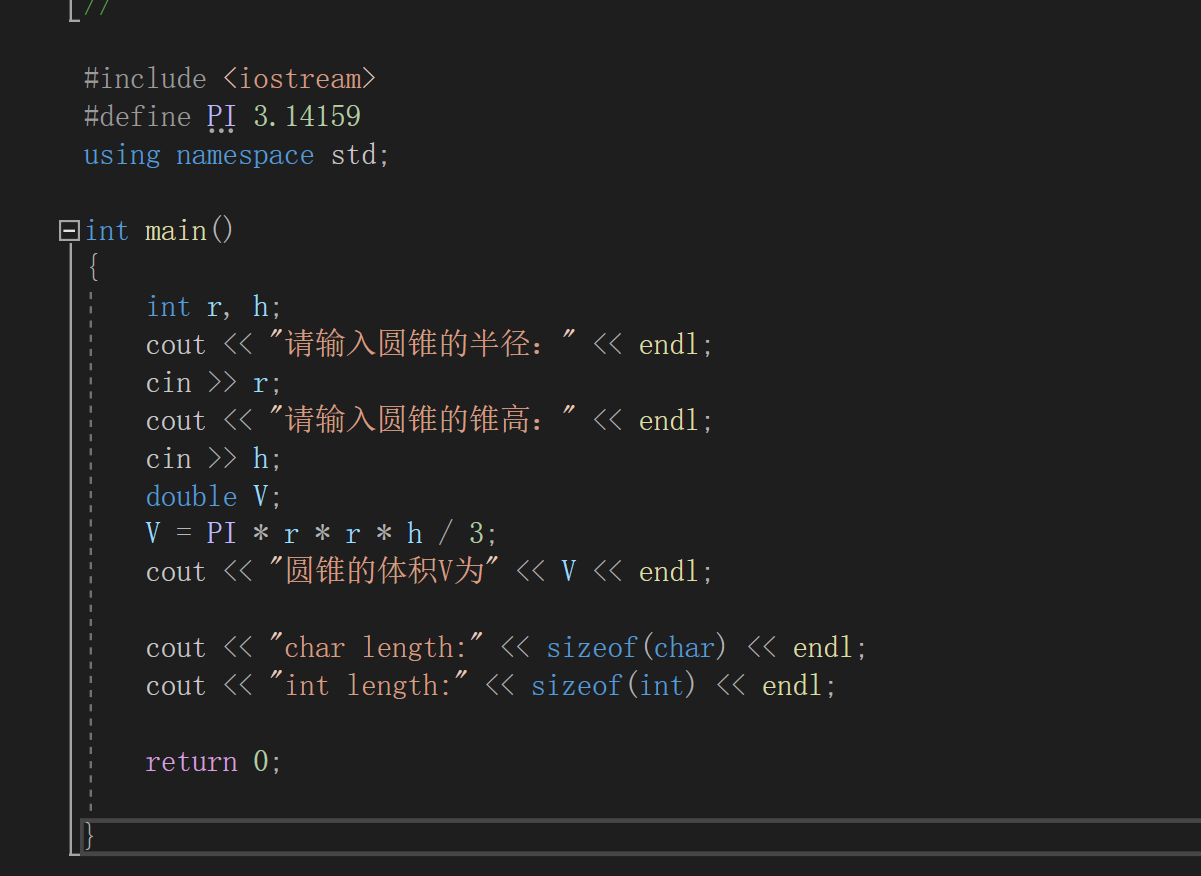 //
#include <iostream>
#define PI 3.14159
using namespace std;
int main()
{
int r, h;
cout << "请输入圆锥的半径：" << endl;
cin >> r;
cout << "请输入圆锥的锥高：" << endl;
cin >> h;
double V;
V = PI * r * r * h / 3;
cout << "圆锥的体积V为" << V << endl;
cout << "char length:" << sizeof(char) << endl;
cout << "int length:" << sizeof(int) << endl;
return 0;
}